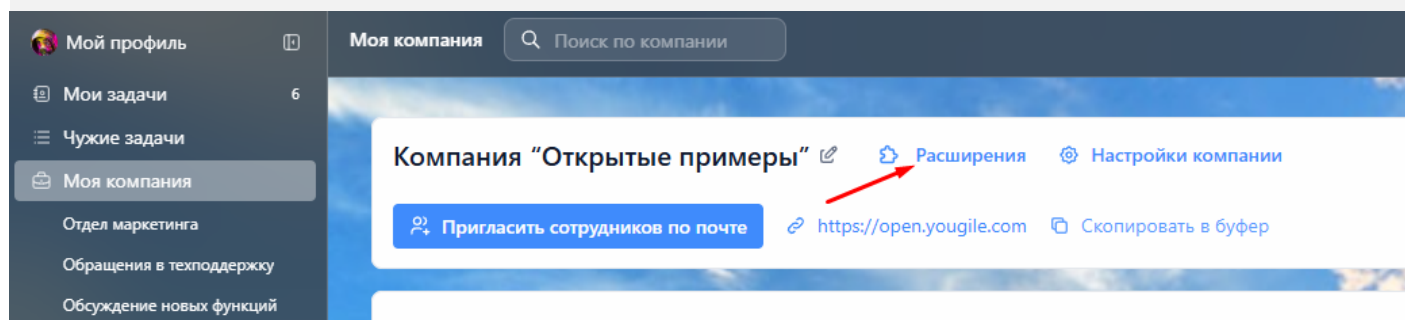 Мой профиль
Мои задачи 6
Чужие задачи
Моя компания
Отдел маркетинга
Обращения в техподдержку
Обсуждение новых функций
Моя компания Поиск по компании
Компания “Открытые примеры” Расширения Настройки компании
Пригласить сотрудников по почте https://open.yougile.com Скопировать в буфер